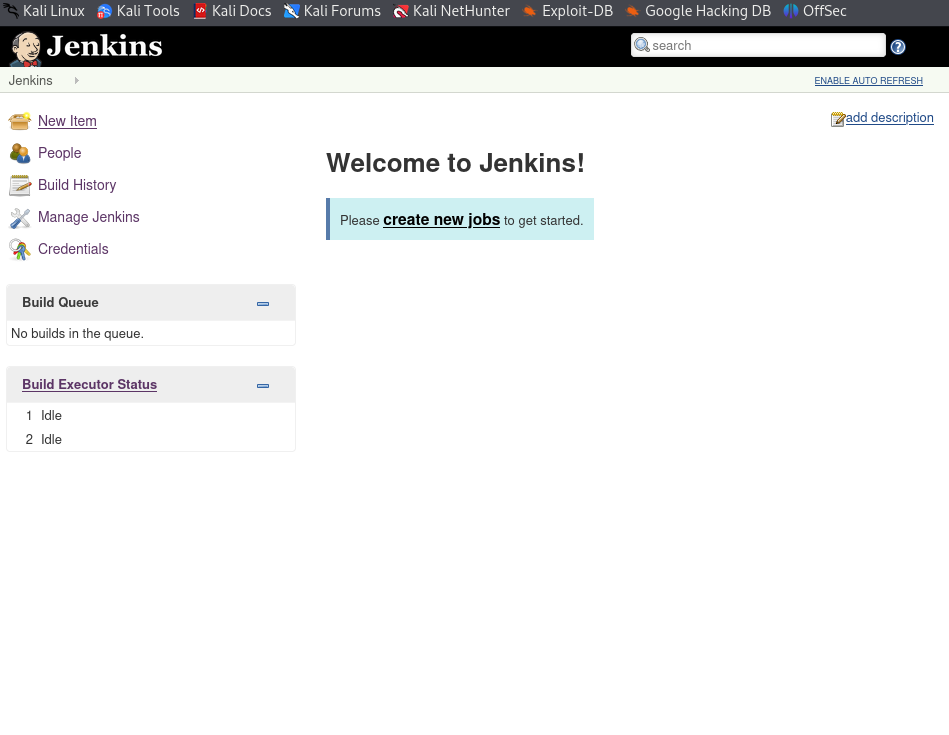 Kali Linux Kali Tools Kali Docs Kali Forums Kali NetHunter Exploit-DB Google Hacking DB OffSec
Jenkins search
Jenkins ENABLE AUTO REFRESH
New Item
People
Build History
Manage Jenkins
Credentials
Build Queue
No builds in the queue.
Build Executor Status
1 Idle
2 Idle
add description
Welcome to Jenkins!
Please create new jobs to get started.